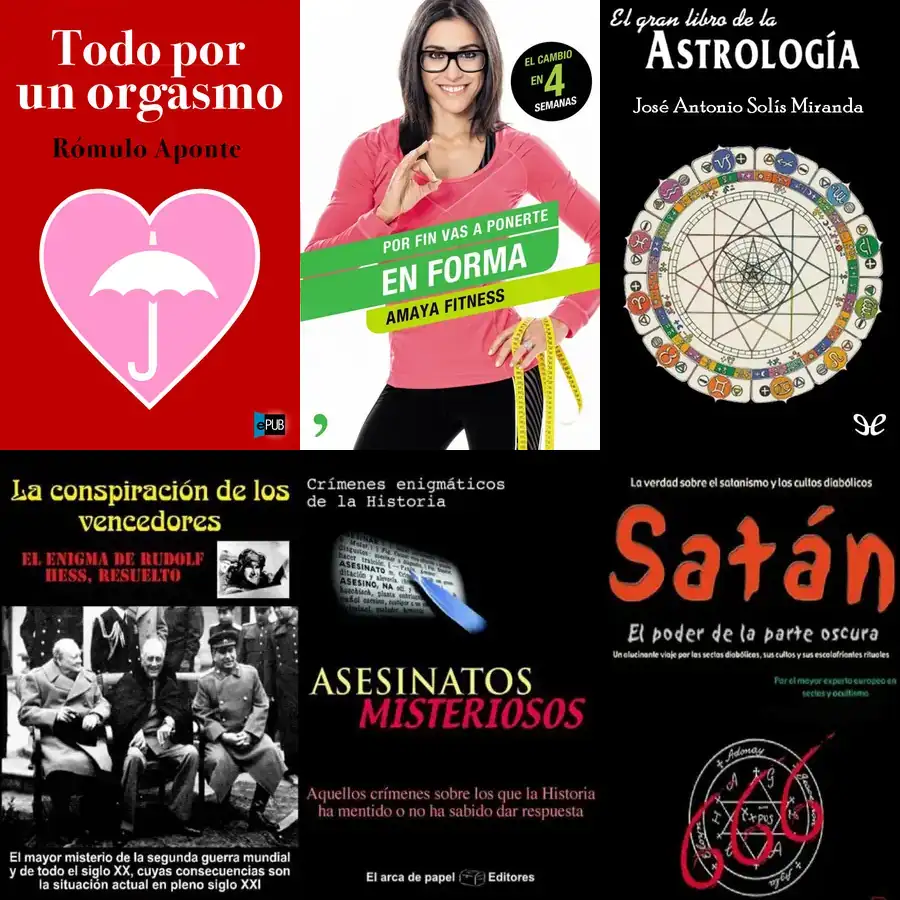 Todo por
un orgasmo
Rómulo Aponte
ePUB
EL CAMBIO
EN 4
SEMANAS
POR FIN VAS A PONERTE
EN FORMA
AMAYA FITNESS
El gran libro de la
ASTROLOGÍA
José Antonio Solís Miranda
La conspiración de los
vencedores
EL ENIGMA DE RUDOLF
HESS, RESUELTO
El mayor misterio de la segunda guerra mundial
y de todo el siglo XX, cuyas consecuencias son
la situación actual en pleno siglo XXI
Crímenes enigmáticos
de la Historia
ASESINATO
ASESINO, NA
ASESINATOS
MISTERIOSOS
Aquellos crímenes sobre los que la Historia
ha mentido o no ha sabido dar respuesta
El arca de papel Editores
La verdad sobre el satanismo y los cultos diabólicos
Satán
El poder de la parte oscura
Un alucinante viaje por las sectas diabólicas, sus cultos y sus escalofriantes rituales
Por el mayor experto europeo en
sectas y ocultismo
Adonay
666